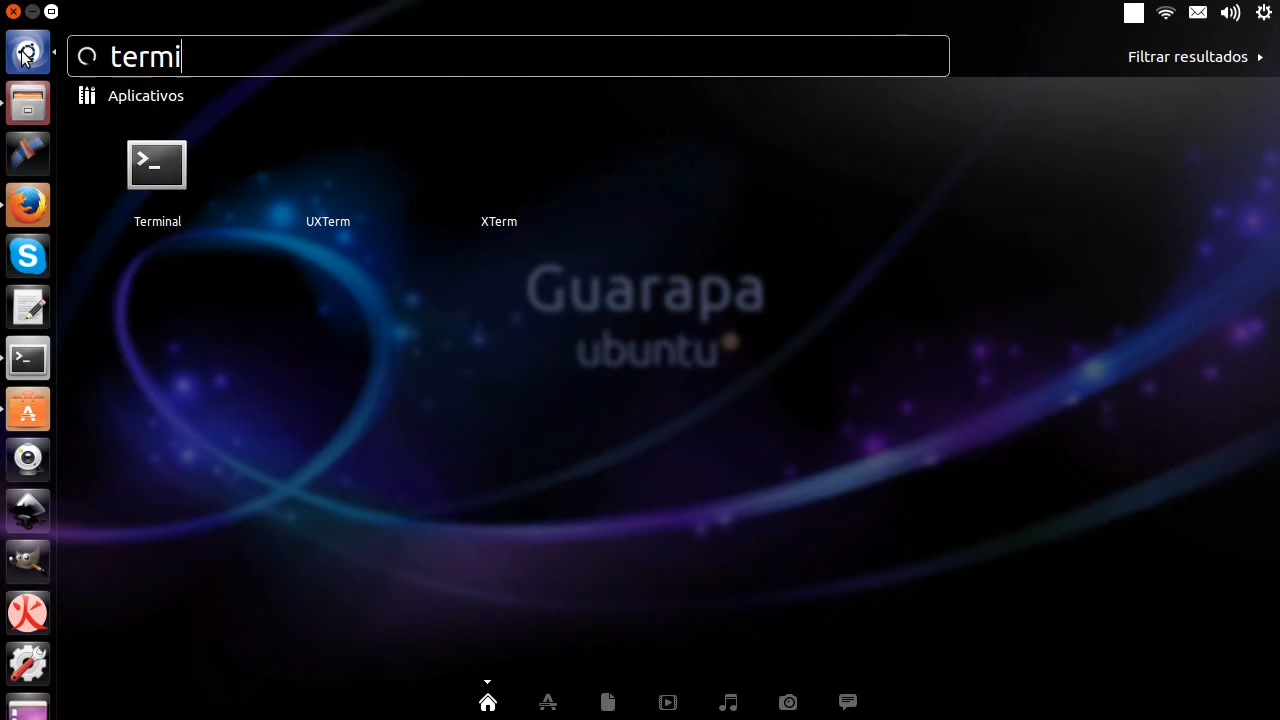 termi
Filtrar resultados
Aplicativos
Terminal
UXTerm
XTerm
Guarapa
ubuntu